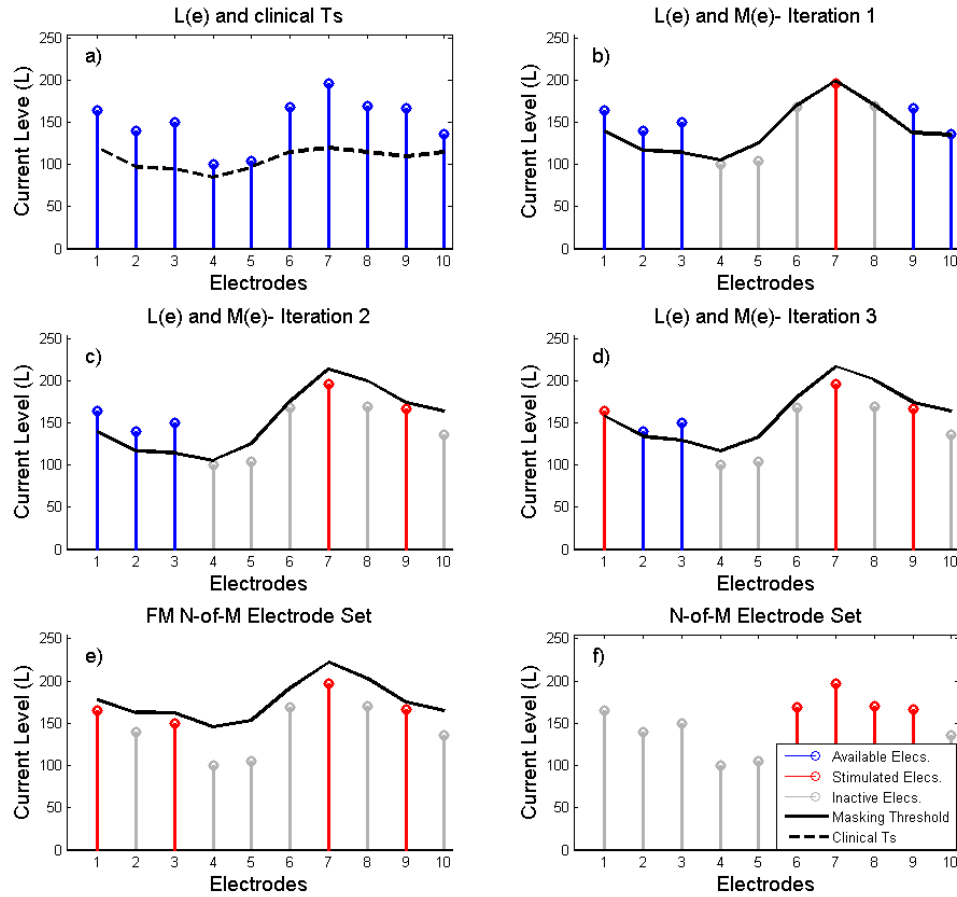 L(e) and clinical Ts
a)
Current Leve (L)
250
200
150
100
50
0
1 2 3 4 5 6 7 8 9 10
Electrodes
L(e) and M(e)- Iteration 1
b)
Current Level (L)
250
200
150
100
50
0
1 2 3 4 5 6 7 8 9 10
Electrodes
L(e) and M(e)- Iteration 2
c)
Current Level (L)
250
200
150
100
50
0
1 2 3 4 5 6 7 8 9 10
Electrodes
L(e) and M(e)- Iteration 3
d)
Current Level (L)
250
200
150
100
50
0
1 2 3 4 5 6 7 8 9 10
Electrodes
FM N-of-M Electrode Set
e)
Current Level (L)
250
200
150
100
50
0
1 2 3 4 5 6 7 8 9 10
Electrodes
N-of-M Electrode Set
f)
Current Level (L)
250
200
150
100
50
0
1 2 3 4 5 6 7 8 9 10
Electrodes
Available Elecs.
Stimulated Elecs.
Inactive Elecs.
Masking Threshold
Clinical Ts